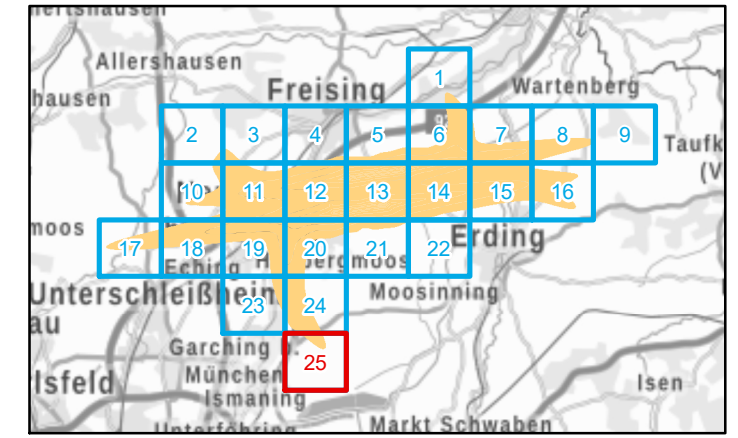 Allershausen
hausen
Freising
Wartenberg
1
2 3 4 5 6 7 8 9
Taufk
(V
10 11 12 13 14 15 16
moos
17 18 19 20 21 22
Erding
Eching
Unterschleißheim
Moosinning
au
23 24
Garching b.
München
25
lsfeld
Ismaning
Isen
Unterföhring
Markt Schwaben